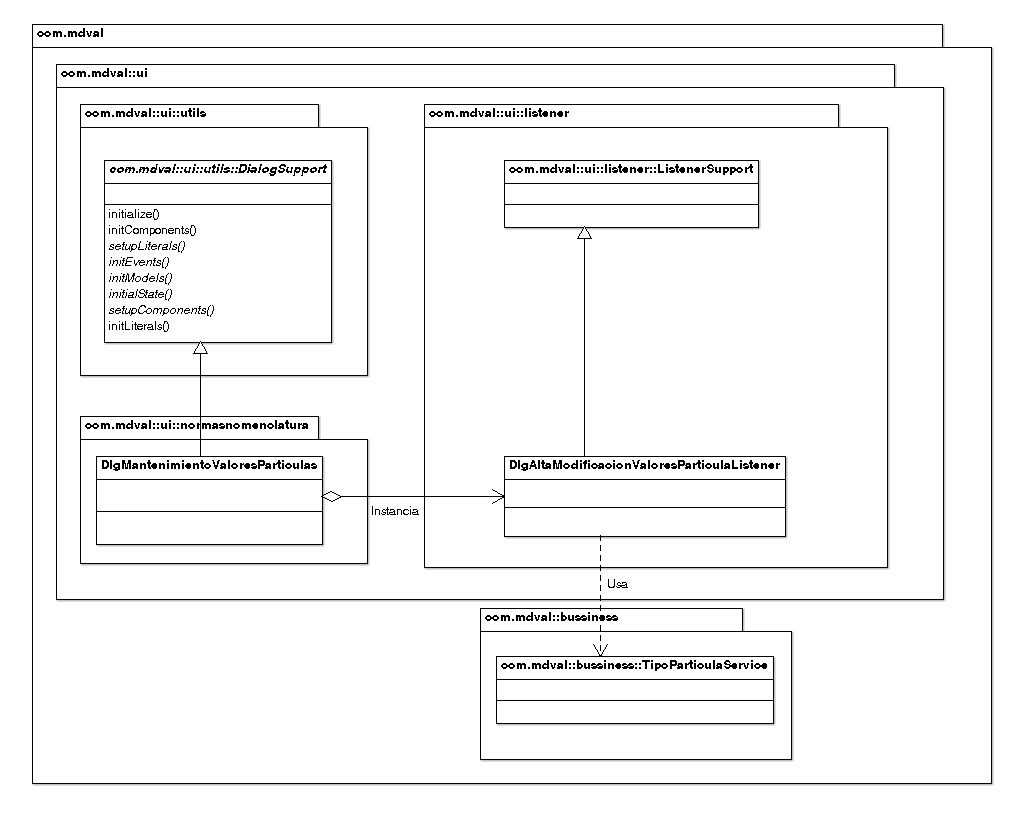 com.mdval
com.mdval::ui
com.mdval::ui::utils
com.mdval::ui::listener
com.mdval::ui::utils::DialogSupport
com.mdval::ui::listener::ListenerSupport
initialize()
initComponents()
setupLiterals()
initEvents()
initModels()
initialState()
setupComponents()
initLiterals()
com.mdval::ui::normasnomenclatura
DlgMantenimientoValoresParticulas
DlgAltaModificacionValoresParticulaListener
Instancia
Usa
com.mdval::bussiness
com.mdval::bussiness::TipoParticulaService